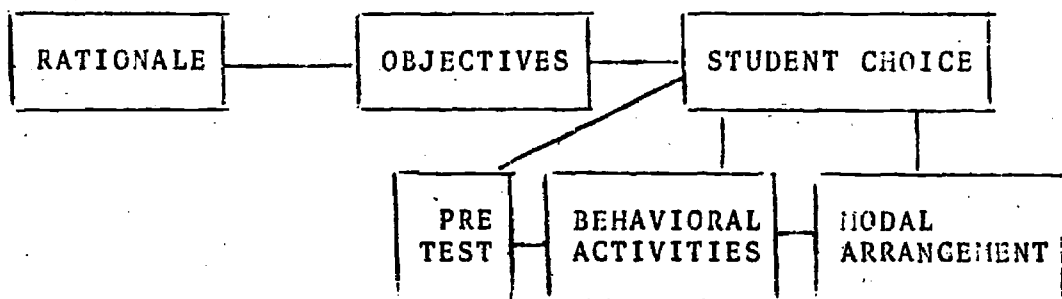 RATIONALE
OBJECTIVES
STUDENT CHOICE
PRE
TEST
BEHAVIORAL
ACTIVITIES
MODAL
ARRANGEMENT